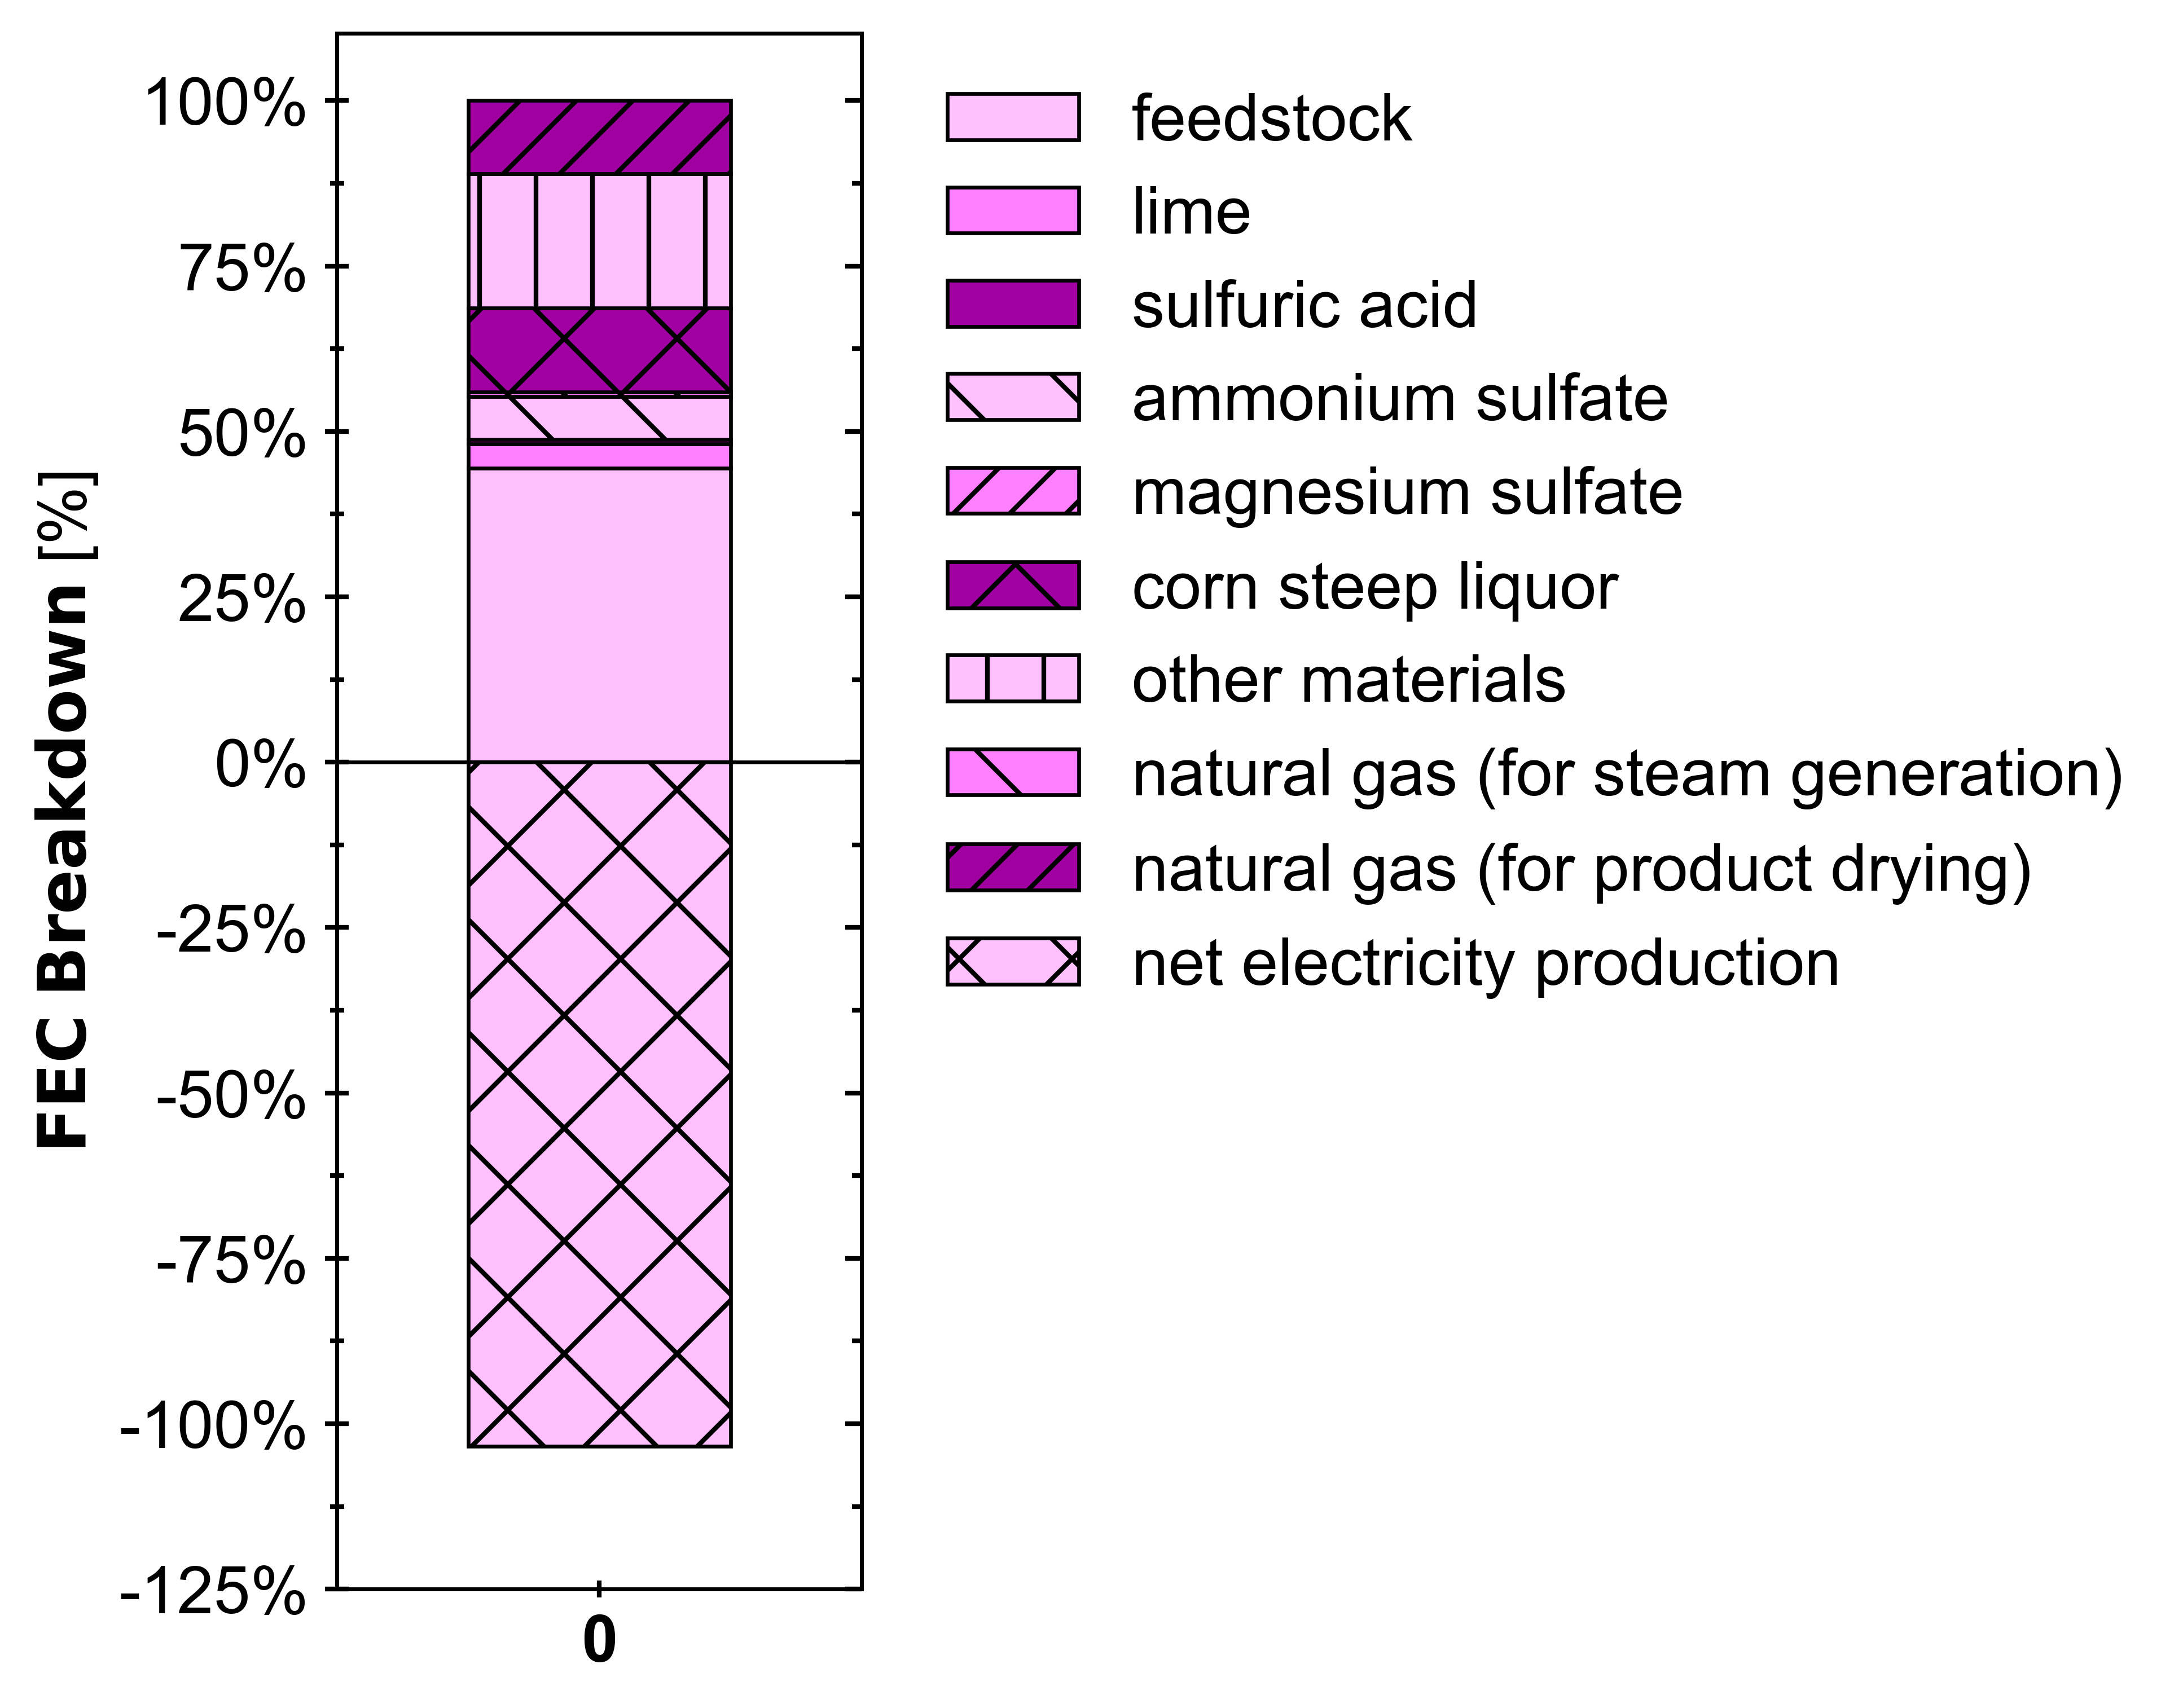 FEC Breakdown [%]
100%
75%
50%
25%
0%
-25%
-50%
-75%
-100%
-125%
0
feedstock
lime
sulfuric acid
ammonium sulfate
magnesium sulfate
corn steep liquor
other materials
natural gas (for steam generation)
natural gas (for product drying)
net electricity production